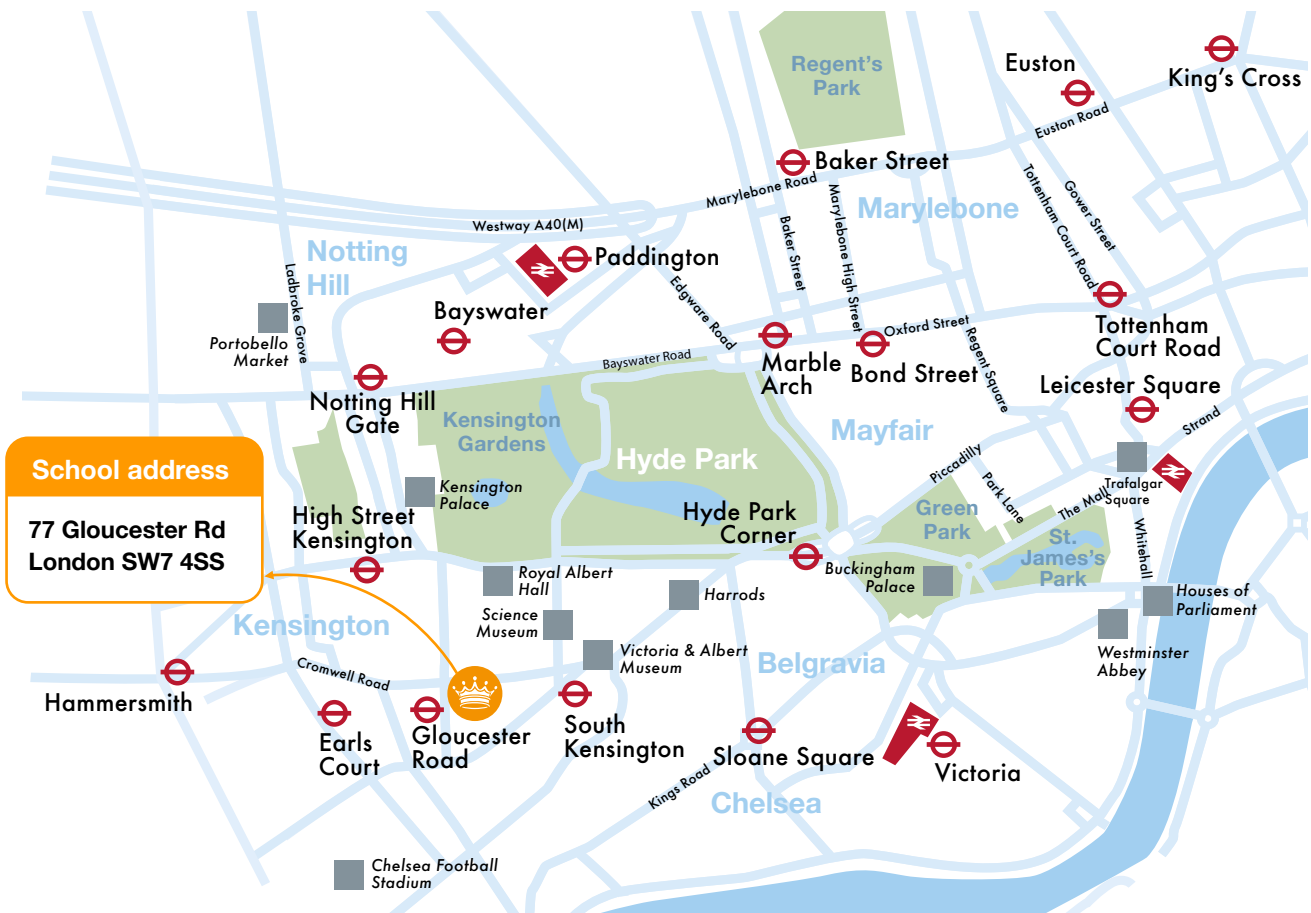 Regent's
Park
Euston
King's Cross
Euston Road
Baker Street
Marylebone Road
Marylebone
Tottenham Court Road
Gower Street
Westway A40(M)
Notting
Hill
Paddington
Baker Street
Marylebone High Street
Ladbroke Grove
Edgware Road
Bayswater
Portobello
Market
Oxford Street
Tottenham
Court Road
Bayswater Road
Marble
Arch
Bond Street
Regent Square
Leicester Square
Notting Hill
Gate
Kensington
Gardens
Hyde Park
Mayfair
Strand
School address
77 Gloucester Rd
London SW7 4SS
Piccadilly
Trafalgar
Square
Kensington
Palace
Park Lane
The Mall
High Street
Kensington
Hyde Park
Corner
Green
Park
St.
James's
Park
Whitehall
Royal Albert
Hall
Harrods
Buckingham
Palace
Houses of
Parliament
Science
Museum
Kensington
Victoria & Albert
Museum
Belgravia
Westminster
Abbey
Cromwell Road
Hammersmith
Earls
Court
Gloucester
Road
South
Kensington
Sloane Square
Victoria
Kings Road
Chelsea
Chelsea Football
Stadium